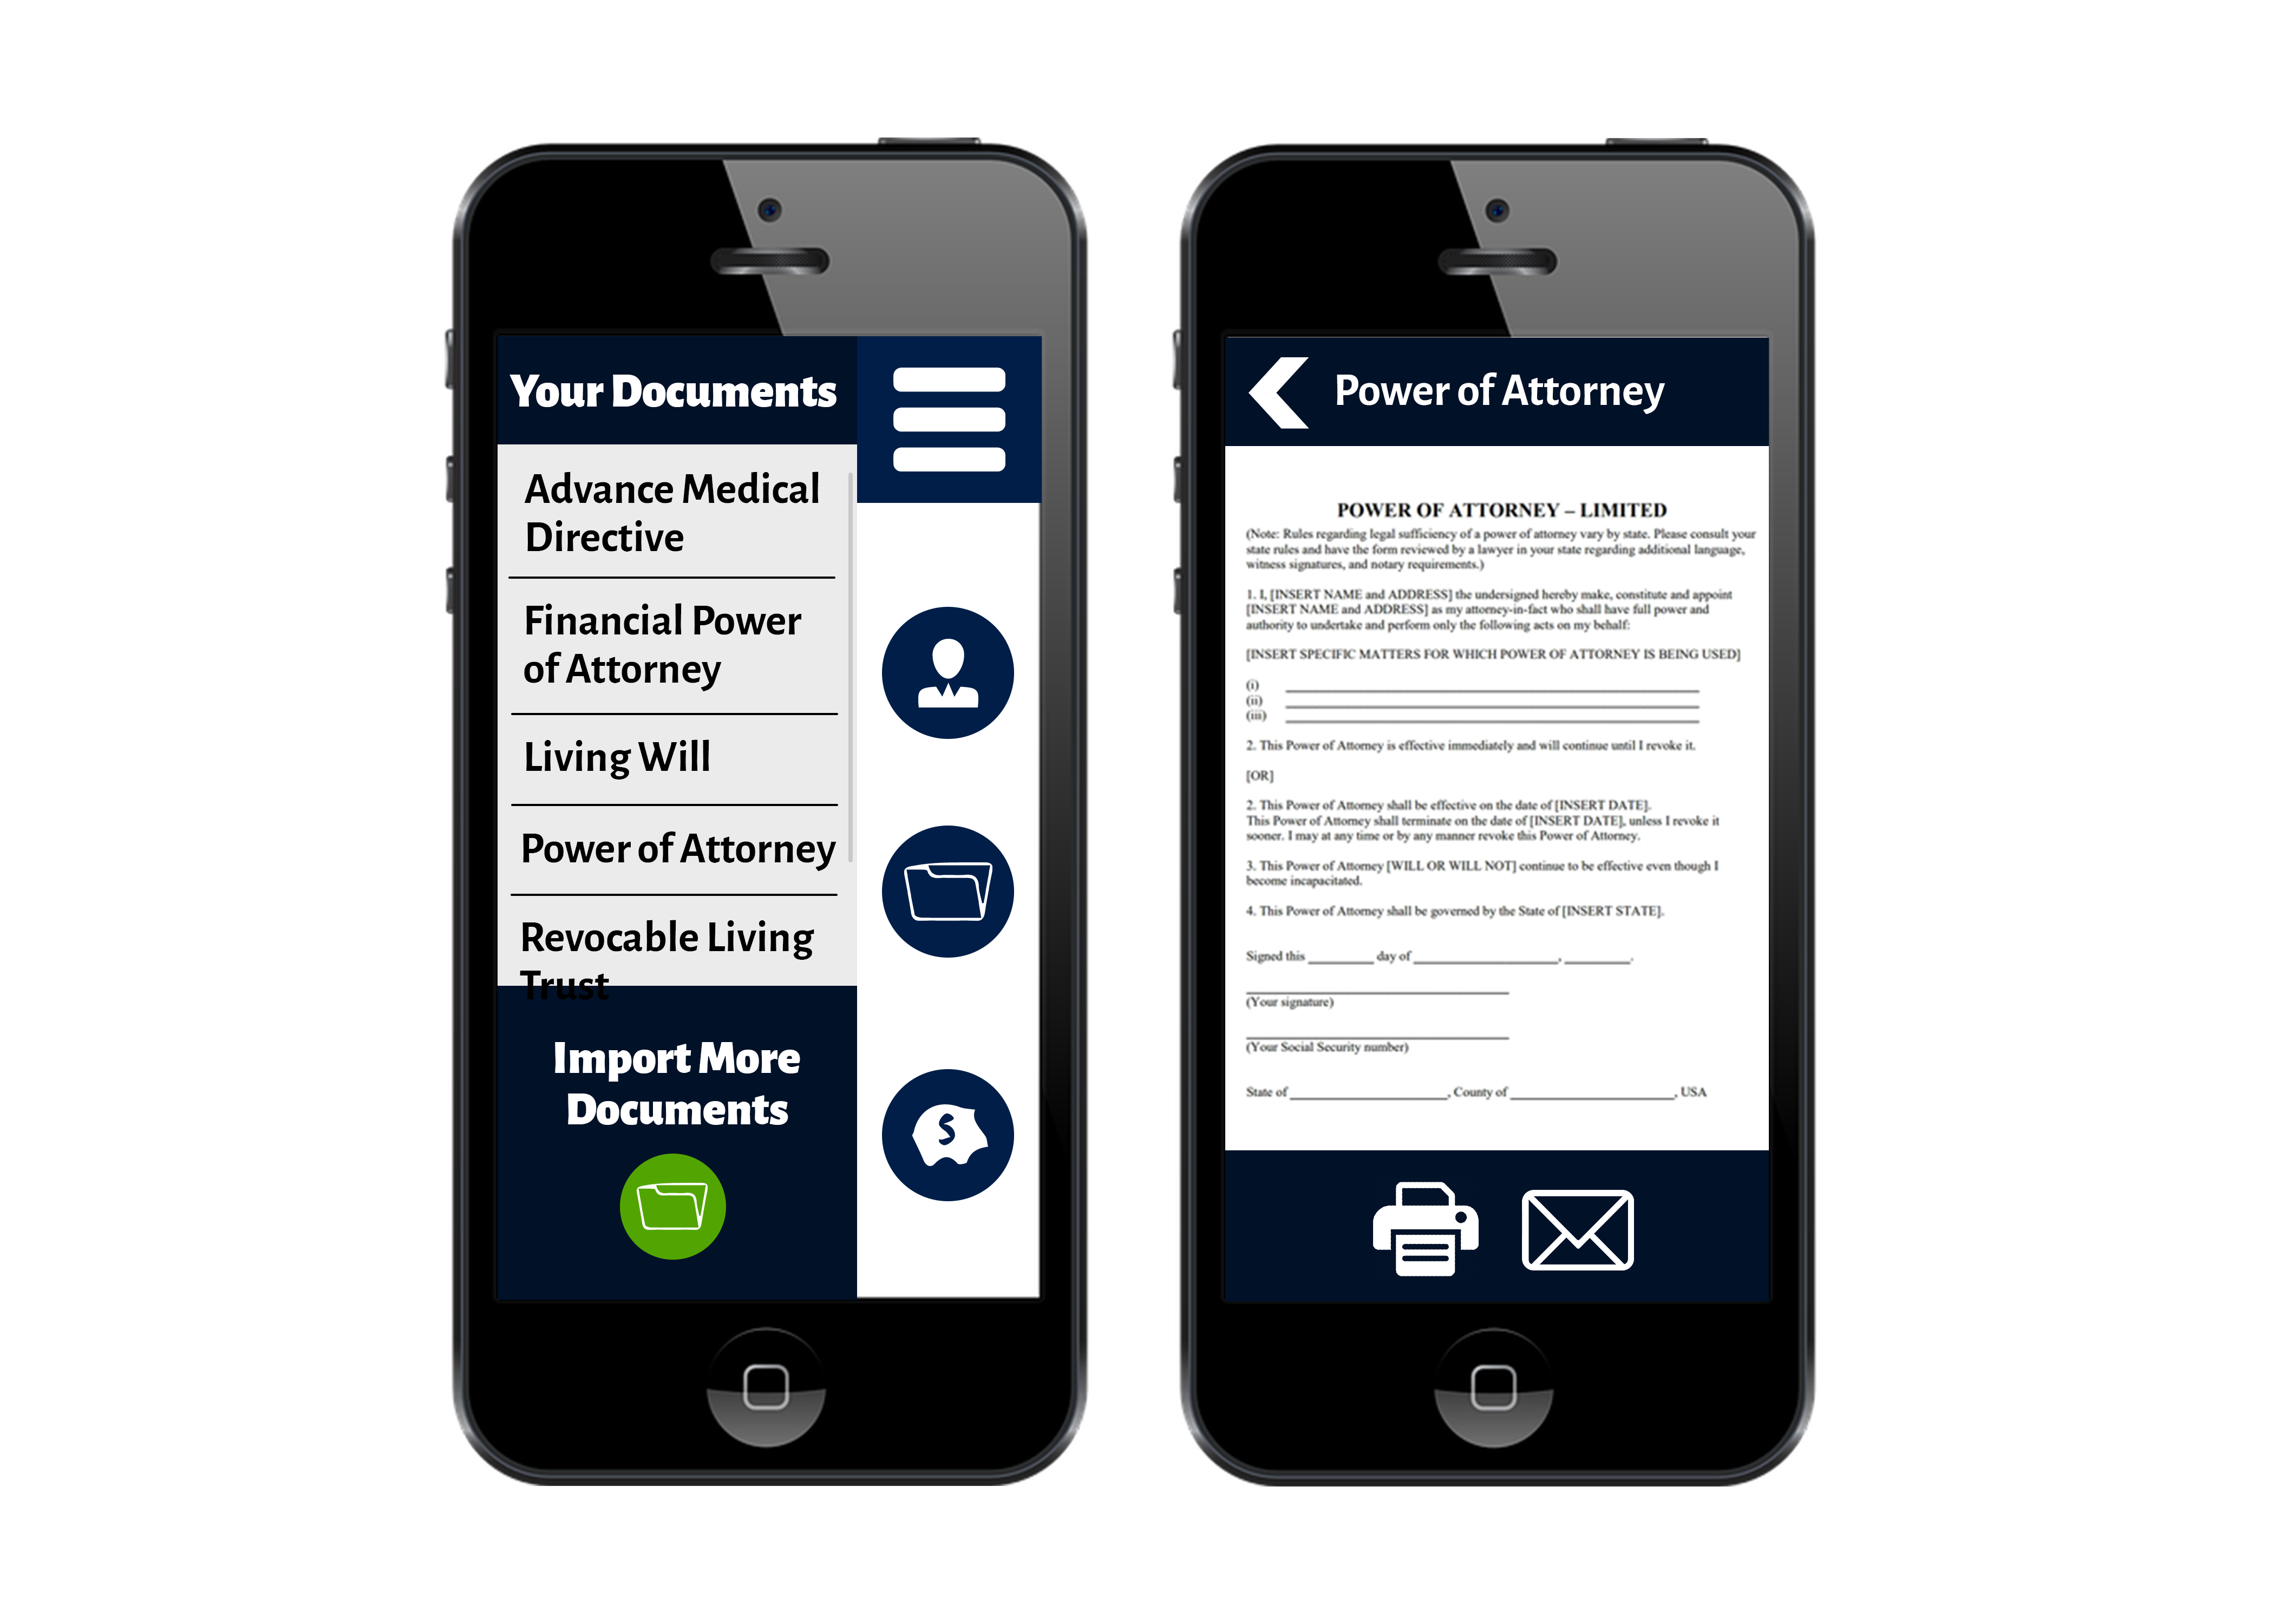 Your Documents
Advance Medical
Directive
Financial Power
of Attorney
Living Will
Power of Attorney
Revocable Living
Trust
Import More
Documents
S
Power of Attorney
POWER OF ATTORNEY – LIMITED
(Note: Rules regarding legal sufficiency of a power of attorney vary by state. Please consult your
state rules and have the form reviewed by a lawyer in your state regarding additional language,
witness signatures, and notary requirements.)
1. I, [INSERT NAME and ADDRESS] the undersigned hereby make, constitute and appoint
[INSERT NAME and ADDRESS] as my attorney-in-fact who shall have full power and
authority to undertake and perform only the following acts on my behalf:
[INSERT SPECIFIC MATTERS FOR WHICH POWER OF ATTORNEY IS BEING USED]
(i) ____________________
(ii) ____________________
(iii) ____________________
2. This Power of Attorney is effective immediately and will continue until I revoke it.
[OR]
2. This Power of Attorney shall be effective on the date of [INSERT DATE].
This Power of Attorney shall terminate on the date of [INSERT DATE], unless I revoke it
sooner. I may at any time or by any manner revoke this Power of Attorney.
3. This Power of Attorney [WILL OR WILL NOT] continue to be effective even though I
become incapacitated.
4. This Power of Attorney shall be governed by the State of [INSERT STATE].
Signed this __________ day of ______________________, __________.
(Your signature)
(Your Social Security number)
State of ________________________, County of _________________________, USA